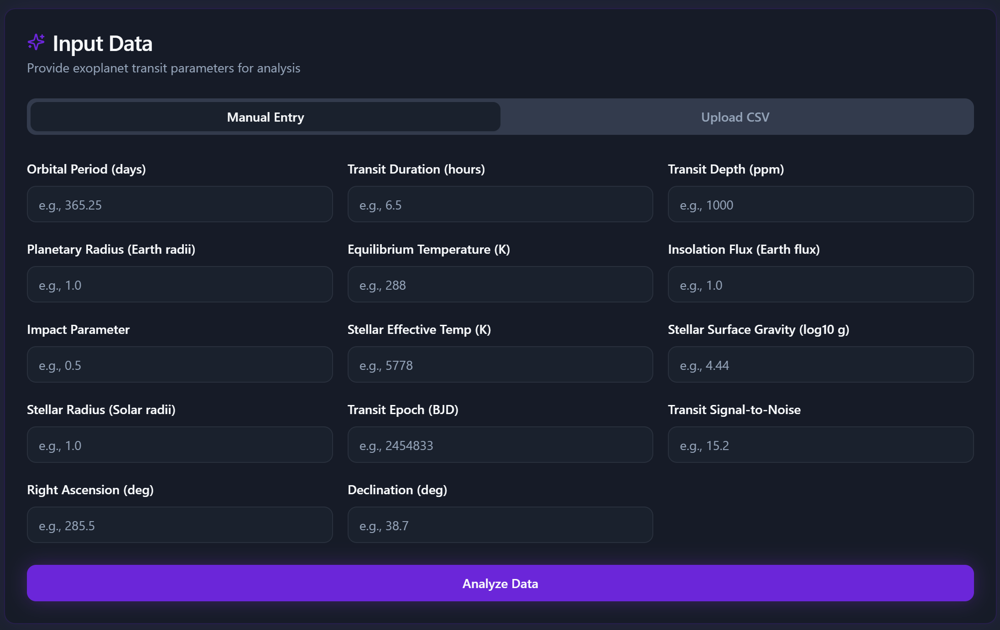 Input Data
Provide exoplanet transit parameters for analysis
Manual Entry
Upload CSV
Orbital Period (days)
Transit Duration (hours)
Transit Depth (ppm)
e.g., 365.25
e.g., 6.5
e.g., 1000
Planetary Radius (Earth radii)
Equilibrium Temperature (K)
Insolation Flux (Earth flux)
e.g., 1.0
e.g., 288
e.g., 1.0
Impact Parameter
Stellar Effective Temp (K)
Stellar Surface Gravity (log10 g)
e.g., 0.5
e.g., 5778
e.g., 4.44
Stellar Radius (Solar radii)
Transit Epoch (BJD)
Transit Signal-to-Noise
e.g., 1.0
e.g., 2454833
e.g., 15.2
Right Ascension (deg)
Declination (deg)
e.g., 285.5
e.g., 38.7
Analyze Data